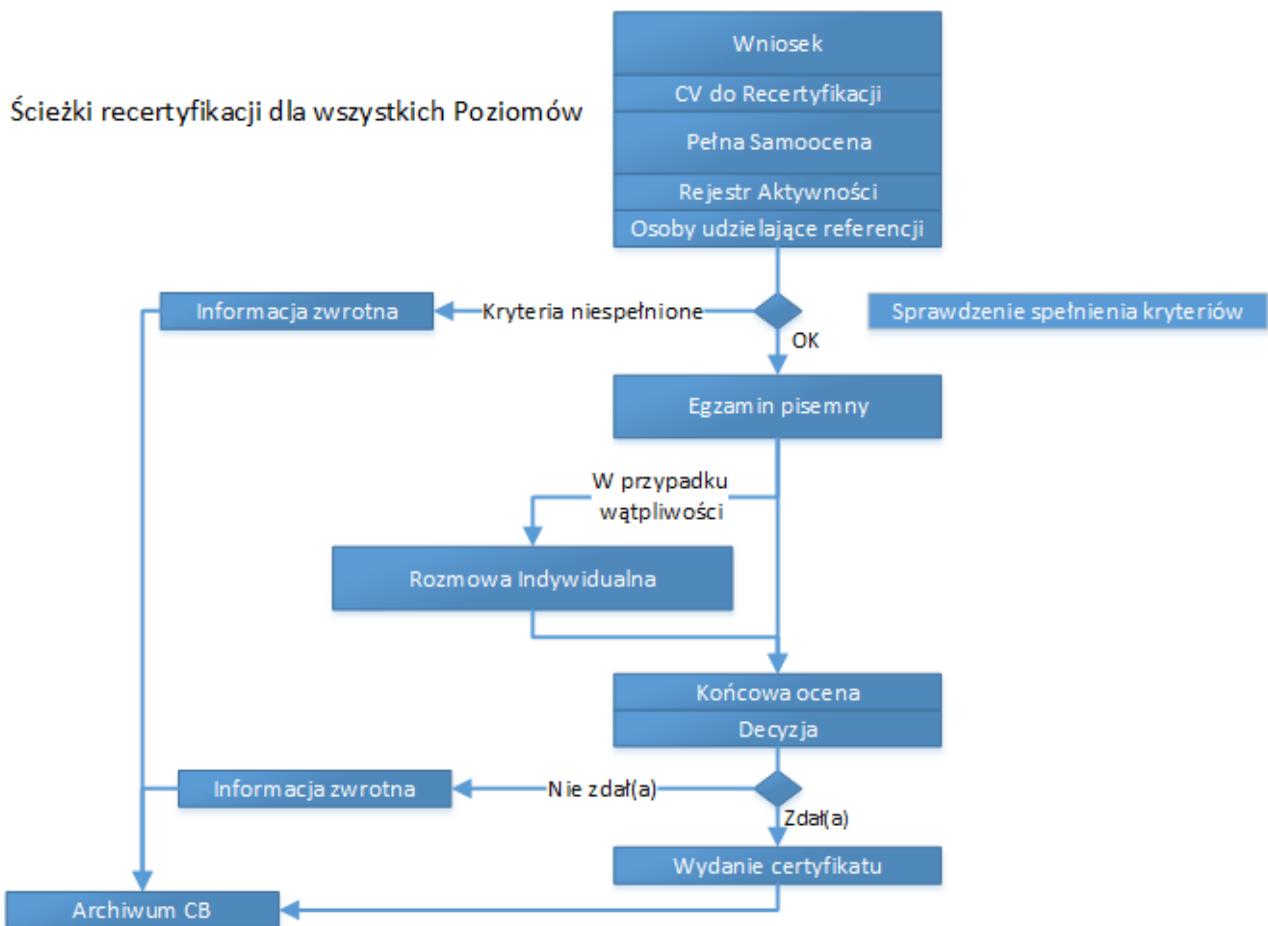 Wniosek
Ścieżki recertyfikacji dla wszystkich Poziomów
CV do Recertyfikacji
Pełna Samoocena
Rejestr Aktywności
Osoby udzielające referencji
Informacja zwrotna
Kryteria niespełnione
Sprawdzenie spełnienia kryteriów
OK
Egzamin pisemny
W przypadku
wątpliwości
Rozmowa Indywidualna
Końcowa ocena
Decyzja
Informacja zwrotna
Nie zdał(a)
Zdał(a)
Wydanie certyfikatu
Archiwum CB